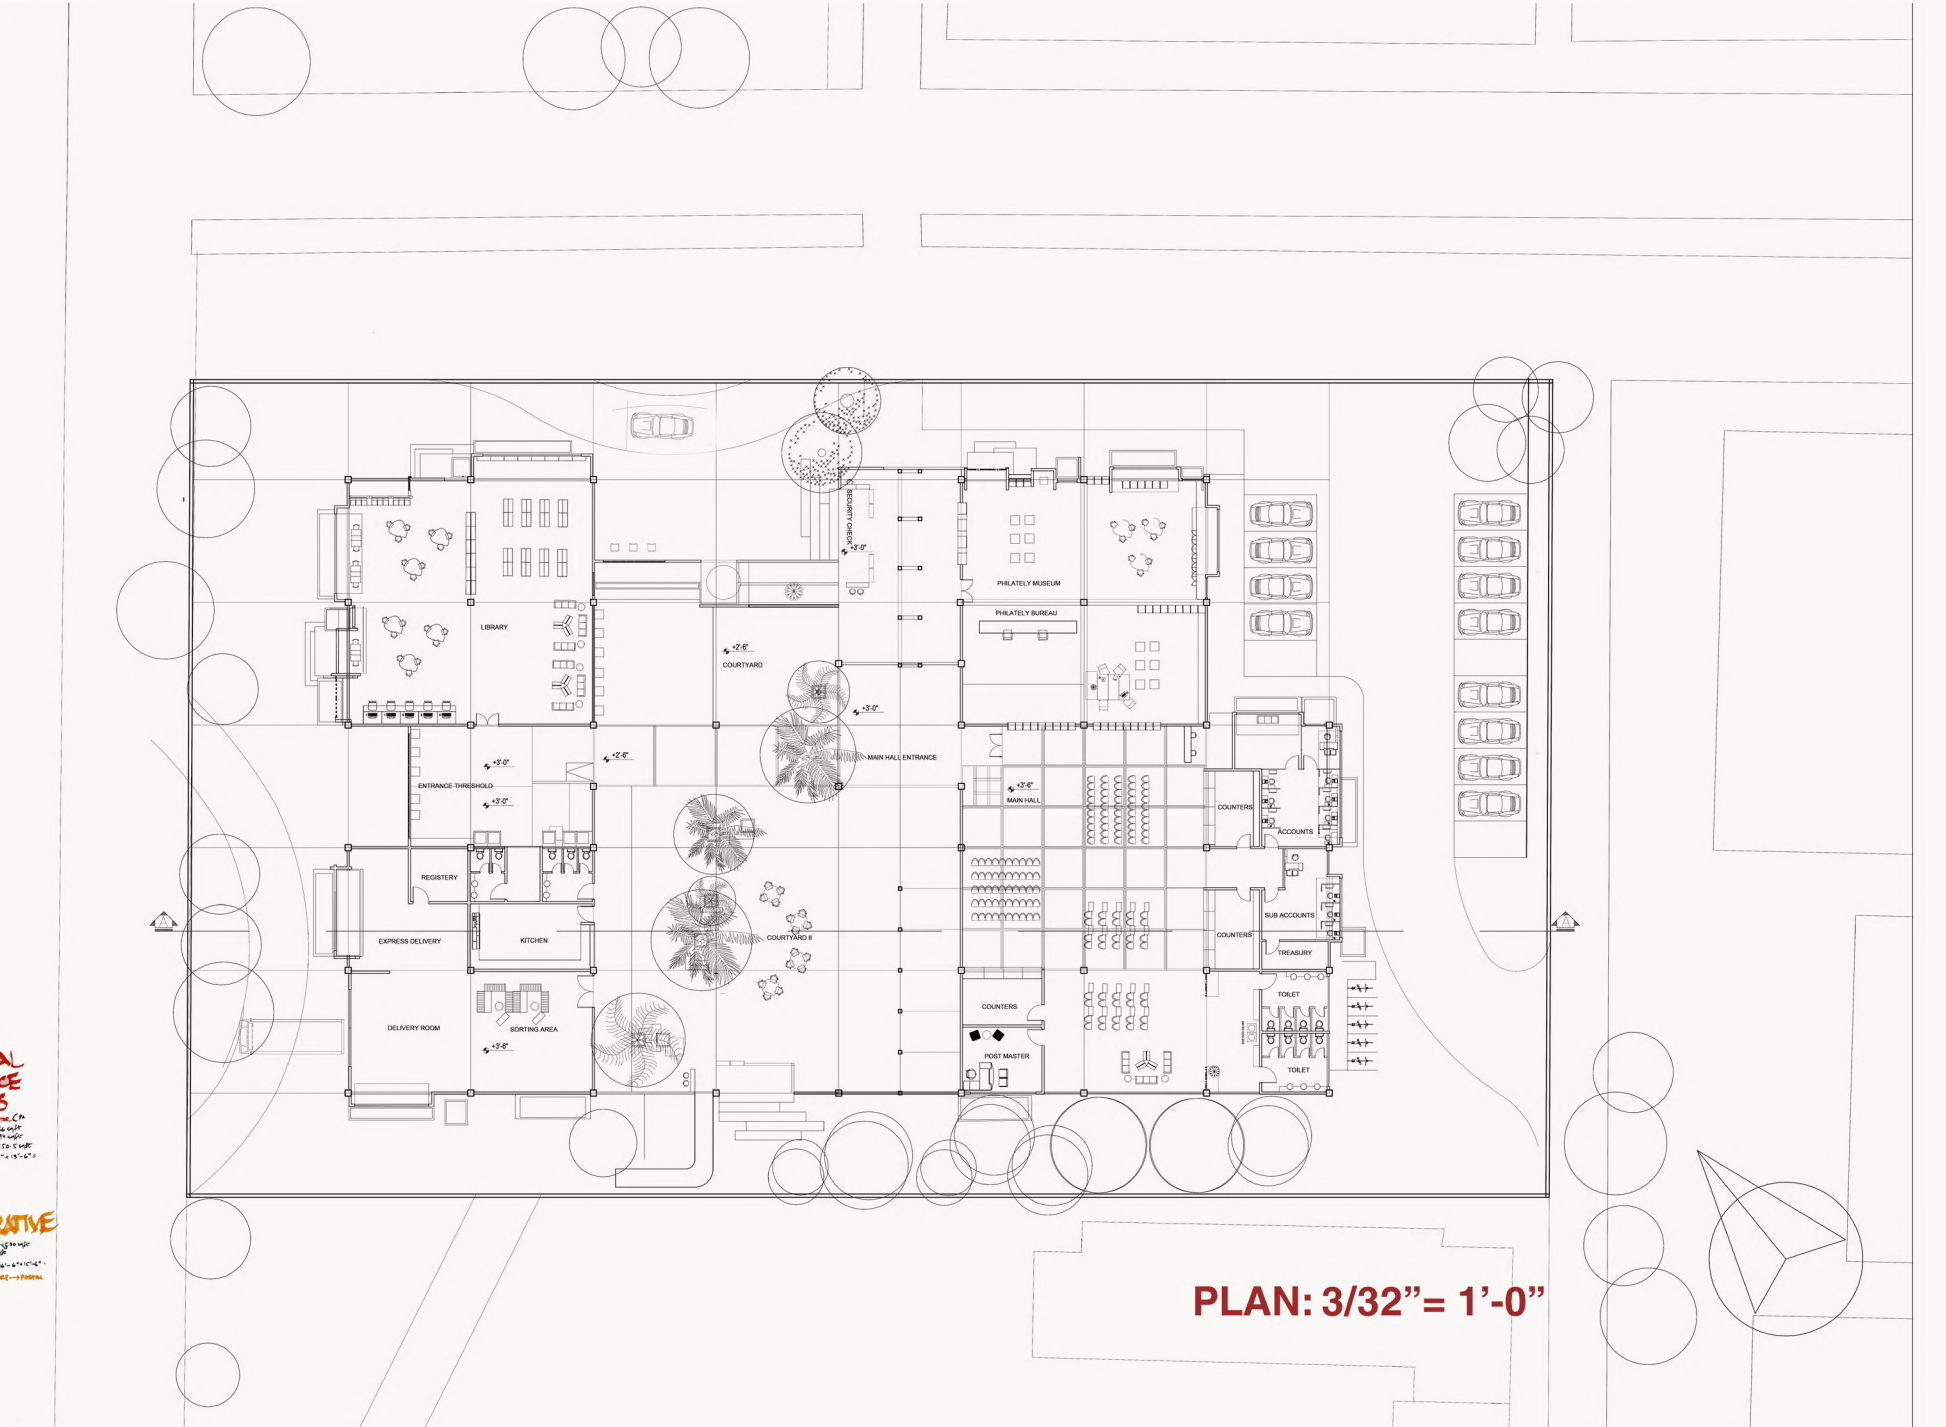 SECURITY CHECK
+3'-0"
PHILATELY MUSEUM
PHILATELY BUREAU
LIBRARY
+2'-6"
COURTYARD
+3'-0"
+2'-6"
MAIN HALL ENTRANCE
+3'-0"
ENTRANCE THRESHOLD
+3'-0"
+3'-6"
MAIN HALL
COUNTERS
ACCOUNTS
REGISTERY
EXPRESS DELIVERY
KITCHEN
COURTYARD II
COUNTERS
SUB ACCOUNTS
TREASURY
A
A
DELIVERY ROOM
SORTING AREA
+3'-6"
COUNTERS
POST MASTER
TOILET
TOILET
PLAN: 3/32”= 1’-0”